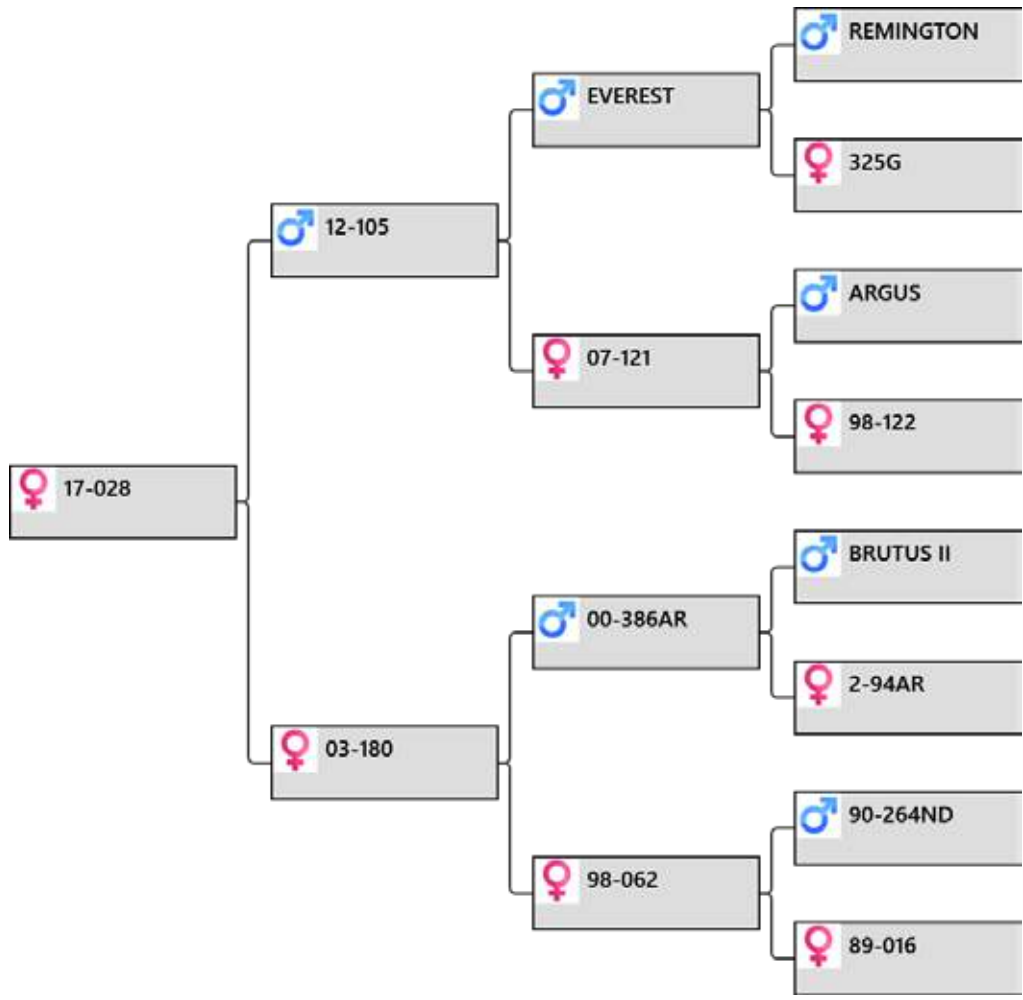 REMINGTON
EVEREST
325G
12-105
ARGUS
07-121
98-122
17-028
BRUTUS II
00-386AR
2-94AR
03-180
90-264ND
98-062
89-016